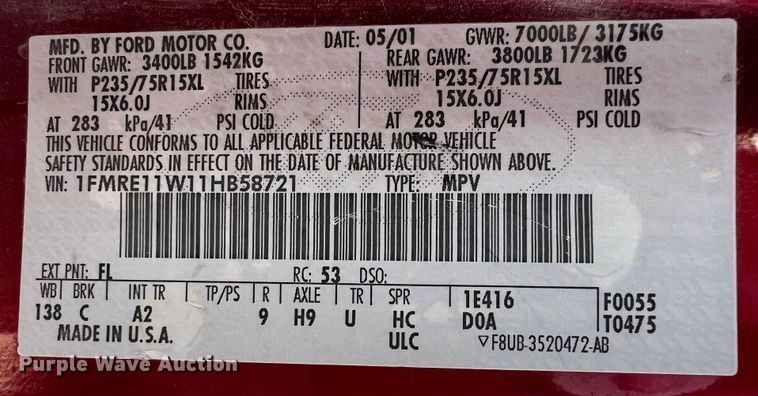 MFD. BY FORD MOTOR CO. DATE: 05/01 GVWR: 7000LB/ 3175KG
FRONT GAWR: 3400LB 1542KG REAR GAWR: 3800LB 1723KG
WITH P235/75R15XL TIRES WITH P235/75R15XL TIRES
15X6.0J RIMS 15X6.0J RIMS
AT 283 kPa/41 PSI COLD AT 283 kPa/41 PSI COLD
THIS VEHICLE CONFORMS TO ALL APPLICABLE FEDERAL MOTOR VEHICLE
SAFETY STANDARDS IN EFFECT ON THE DATE OF MANUFACTURE SHOWN ABOVE.
VIN: 1FMRE11W11HB58721 TYPE: MPV
EXT PNT: FL RC: 53 DSO:
WB BRK INT TR TP/PS R AXLE TR SPR 1E416 F0055
138 C A2 9 H9 U HC DOA T0475
MADE IN U.S.A. ULC ▽F8UB-3520472-AB
Purple Wave Auction